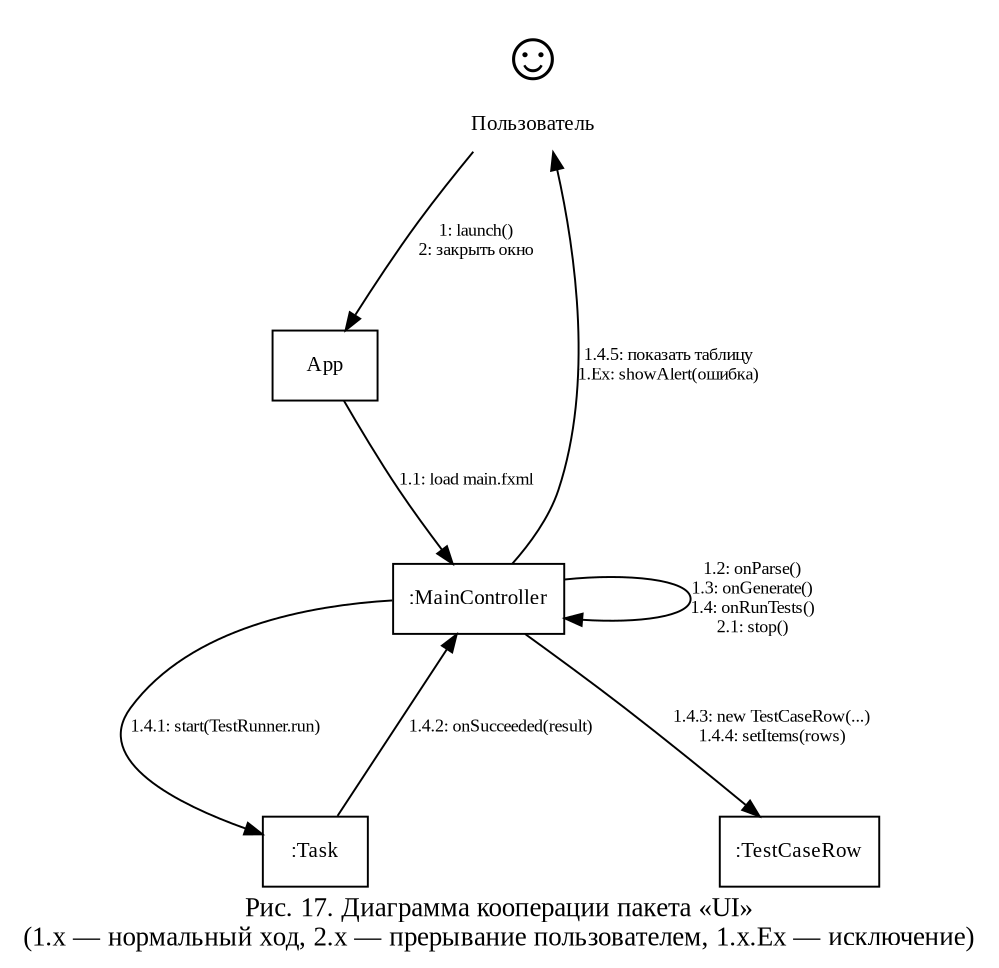 Пользователь
1: launch()
2: закрыть окно
1.4.5: показать таблицу
1.Ex: showAlert(ошибка)
App
1.1: load main.fxml
:MainController
1.2: onParse()
1.3: onGenerate()
1.4: onRunTests()
2.1: stop()
1.4.1: start(TestRunner.run)
1.4.2: onSucceeded(result)
1.4.3: new TestCaseRow(...)
1.4.4: setItems(rows)
:Task
:TestCaseRow
Рис. 17. Диаграмма кооперации пакета «UI»
(1.x — нормальный ход, 2.x — прерывание пользователем, 1.x.Ex — исключение)